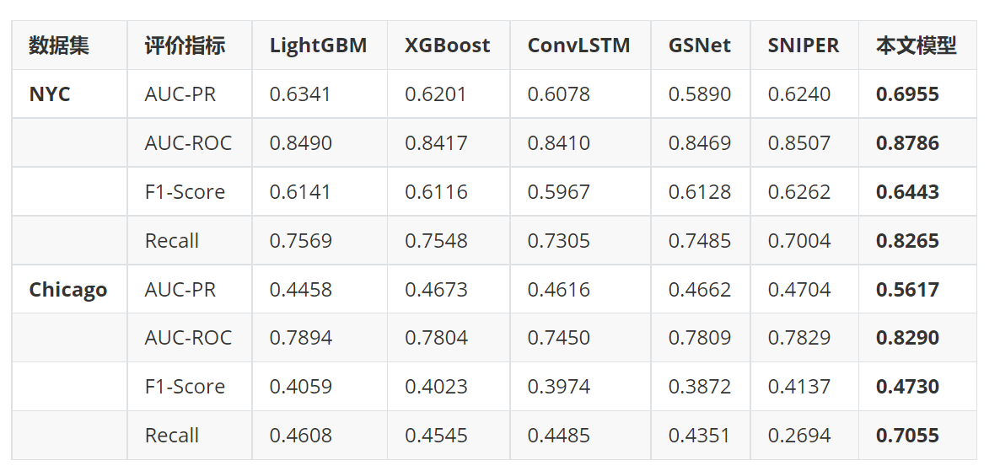 数据集 评价指标 LightGBM XGBoost ConvLSTM GSNet SNIPER 本文模型
NYC AUC-PR 0.6341 0.6201 0.6078 0.5890 0.6240 0.6955
AUC-ROC 0.8490 0.8417 0.8410 0.8469 0.8507 0.8786
F1-Score 0.6141 0.6116 0.5967 0.6128 0.6262 0.6443
Recall 0.7569 0.7548 0.7305 0.7485 0.7004 0.8265
Chicago AUC-PR 0.4458 0.4673 0.4616 0.4662 0.4704 0.5617
AUC-ROC 0.7894 0.7804 0.7450 0.7809 0.7829 0.8290
F1-Score 0.4059 0.4023 0.3974 0.3872 0.4137 0.4730
Recall 0.4608 0.4545 0.4485 0.4351 0.2694 0.7055